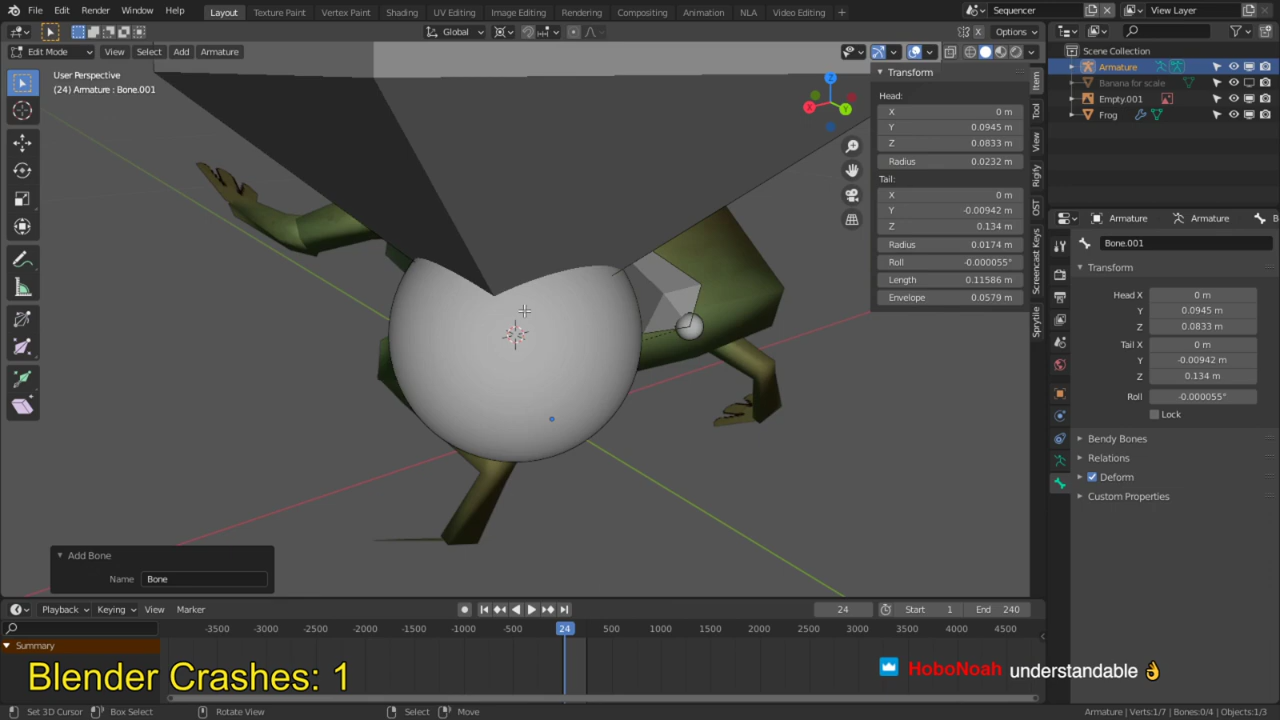 File Edit Render Window Help Layout Texture Paint Vertex Paint Shading UV Editing Image Editing Rendering Compositing Animation NLA Video Editing + Sequencer View Layer
Global Options
Edit Mode View Select Add Armature
User Perspective
(24) Armature : Bone.001
X
Y
Z
Transform
Head:
X 0 m
Y 0.0945 m
Z 0.0833 m
Radius 0.0232 m
Tail:
X 0 m
Y -0.00942 m
Z 0.134 m
Radius 0.0174 m
Roll -0.000055°
Length 0.11586 m
Envelope 0.0579 m
Item
Tool
View
Rigify
OST
Screencast Keys
Sprytile
Scene Collection
Armature
Banana for scale
Empty.001
Frog
Armature Armature B
Bone.001
Transform
Head X 0 m
Y 0.0945 m
Z 0.0833 m
Tail X 0 m
Y -0.00942 m
Z 0.134 m
Roll -0.000055°
Lock
Bendy Bones
Relations
Deform
Custom Properties
Add Bone
Name Bone
Playback Keying View Marker 24 Start 1 End 240
-3500 -3000 -2500 -2000 -1500 -1000 -500 24 500 1000 1500 2000 2500 3000 3500 4000 4500
Summary
Blender Crashes: 1
HoboNoah understandable 👌
Set 3D Cursor Box Select Rotate View Select Move Armature | Verts:1/7 | Bones:0/4 | Objects:1/3